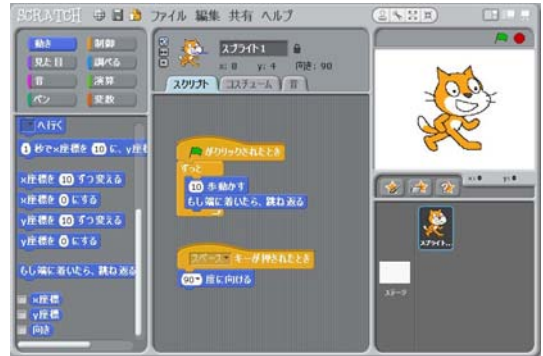 SCRATCH ファイル 編集 共有 ヘルプ
動き 制御
見た目 調べる
音 演算
ペン 変数
へ行く
1 秒でx座標を 10 に、y座標
x座標を 10 ずつ変える
x座標を 0 にする
y座標を 10 ずつ変える
y座標を 0 にする
もし端に着いたら、跳ね返る
x座標
y座標
向き
スプライト1
x: 0 y: 4 向き: 90
スクリプト コスチューム 音
がクリックされたとき
ずっと
10 歩動かす
もし端に着いたら、跳ね返る
スペース キーが押されたとき
90 度に向ける
スプライト...
ステージ